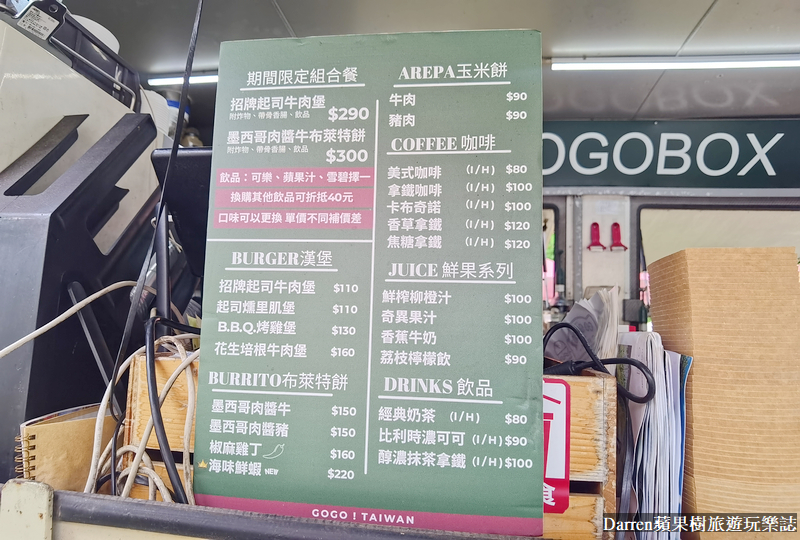 期間限定組合餐
招牌起司牛肉堡 $290
附炸物、帶骨香腸、飲品
墨西哥肉醬牛布萊特餅 $300
附炸物、帶骨香腸、飲品
飲品：可樂、蘋果汁、雪碧擇一
換購其他飲品可折抵40元
口味可以更換 單價不同補價差
BURGER漢堡
招牌起司牛肉堡 $110
起司燻里肌堡 $110
B.B.Q.烤雞堡 $130
花生培根牛肉堡 $160
BURRITO布萊特餅
墨西哥肉醬牛 $150
墨西哥肉醬豬 $150
椒麻雞丁 $160
海味鮮蝦 NEW $220
AREPA玉米餅
牛肉 $90
豬肉 $90
COFFEE 咖啡
美式咖啡 (I/H) $80
拿鐵咖啡 (I/H) $100
卡布奇諾 (I/H) $100
香草拿鐵 (I/H) $120
焦糖拿鐵 (I/H) $120
JUICE 鮮果系列
鮮榨柳橙汁 $100
奇異果汁 $100
香蕉牛奶 $100
荔枝檸檬飲 $90
DRINKS 飲品
經典奶茶 (I/H) $80
比利時濃可可 (I/H) $90
醇濃抹茶拿鐵 (I/H) $100
GOGO！TAIWAN
OGOBOX
Darren蘋果樹旅遊玩樂誌